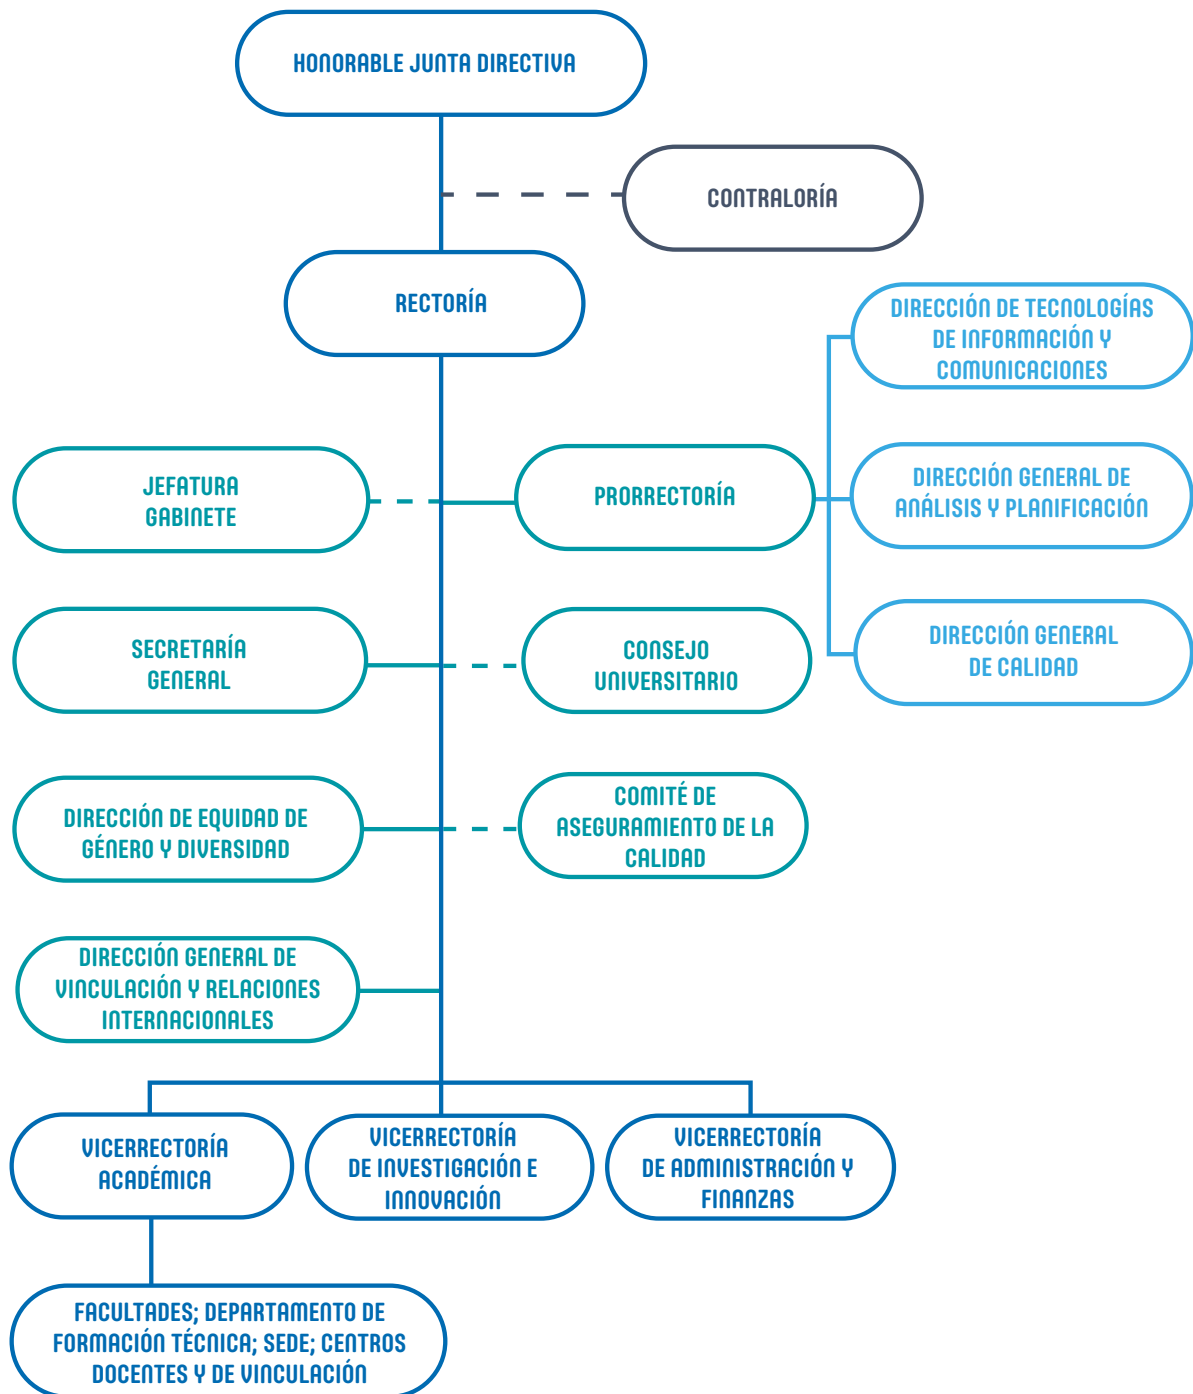 HONORABLE JUNTA DIRECTIVA
CONTRALORÍA
RECTORÍA
DIRECCIÓN DE TECNOLOGÍAS
DE INFORMACIÓN Y
COMUNICACIONES
JEFATURA
GABINETE
PRORRECTORÍA
DIRECCIÓN GENERAL DE
ANÁLISIS Y PLANIFICACIÓN
SECRETARÍA
GENERAL
CONSEJO
UNIVERSITARIO
DIRECCIÓN GENERAL
DE CALIDAD
DIRECCIÓN DE EQUIDAD DE
GÉNERO Y DIVERSIDAD
COMITÉ DE
ASEGURAMIENTO DE LA
CALIDAD
DIRECCIÓN GENERAL DE
VINCULACIÓN Y RELACIONES
INTERNACIONALES
VICERRECTORÍA
ACADÉMICA
VICERRECTORÍA
DE INVESTIGACIÓN E
INNOVACIÓN
VICERRECTORÍA
DE ADMINISTRACIÓN Y
FINANZAS
FACULTADES; DEPARTAMENTO DE
FORMACIÓN TÉCNICA; SEDE; CENTROS
DOCENTES Y DE VINCULACIÓN